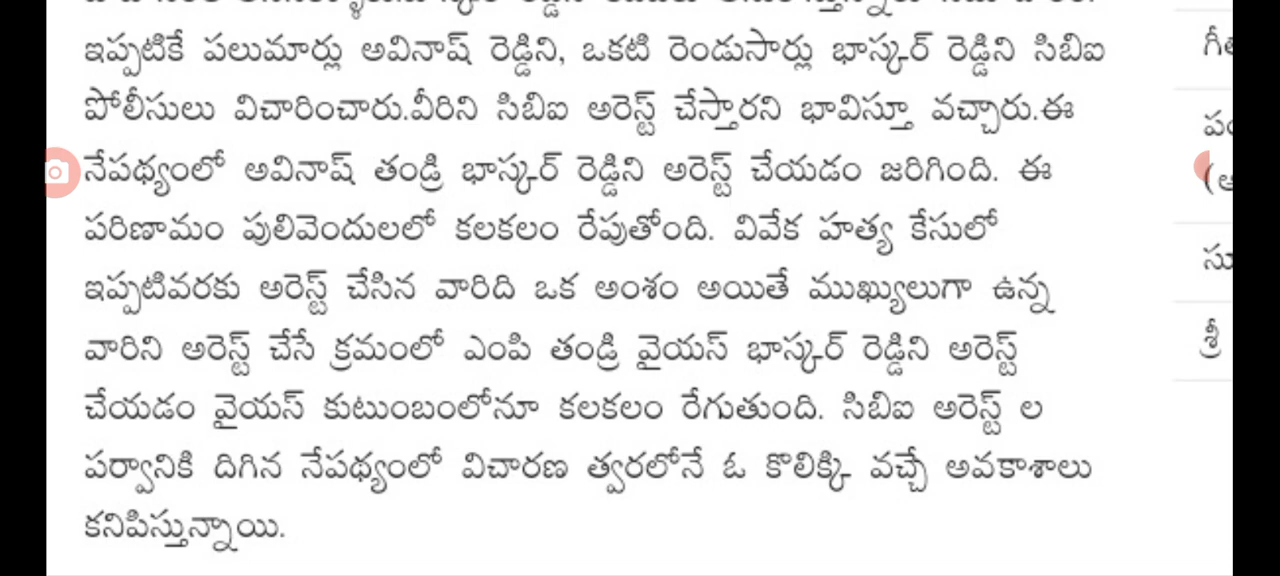 ఇప్పటికే పలుమార్లు అవినాష్ రెడ్డిని, ఒకటి రెండుసార్లు భాస్కర్ రెడ్డిని సిబిఐ
పోలీసులు విచారించారు.వీరిని సిబిఐ అరెస్ట్ చేస్తారని భావిస్తూ వచ్చారు.ఈ
నేపథ్యంలో అవినాష్ తండ్రి భాస్కర్ రెడ్డిని అరెస్ట్ చేయడం జరిగింది. ఈ
పరిణామం పులివెందులలో కలకలం రేపుతోంది. వివేక హత్య కేసులో
ఇప్పటివరకు అరెస్ట్ చేసిన వారిది ఒక అంశం అయితే ముఖ్యులుగా ఉన్న
వారిని అరెస్ట్ చేసే క్రమంలో ఎంపి తండ్రి వైయస్ భాస్కర్ రెడ్డిని అరెస్ట్
చేయడం వైయస్ కుటుంబంలోనూ కలకలం రేగుతుంది. సిబిఐ అరెస్ట్ ల
పర్వానికి దిగిన నేపథ్యంలో విచారణ త్వరలోనే ఓ కొలిక్కి వచ్చే అవకాశాలు
కనిపిస్తున్నాయి.
శ్రీ